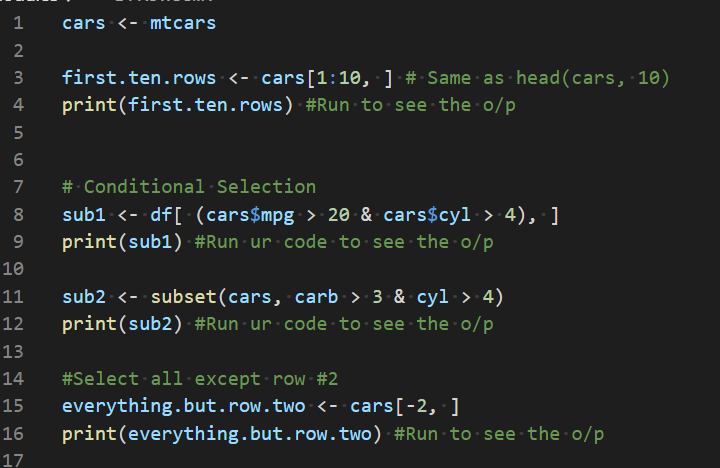 1 cars <- mtcars
2
3 first.ten.rows <- cars[1:10, ] # Same as head(cars, 10)
4 print(first.ten.rows) #Run to see the o/p
5
6
7 # Conditional Selection
8 sub1 <- df[ (cars$mpg > 20 & cars$cyl > 4), ]
9 print(sub1) #Run ur code to see the o/p
10
11 sub2 <- subset(cars, carb > 3 & cyl > 4)
12 print(sub2) #Run ur code to see the o/p
13
14 #Select all except row #2
15 everything.but.row.two <- cars[-2, ]
16 print(everything.but.row.two) #Run to see the o/p
17